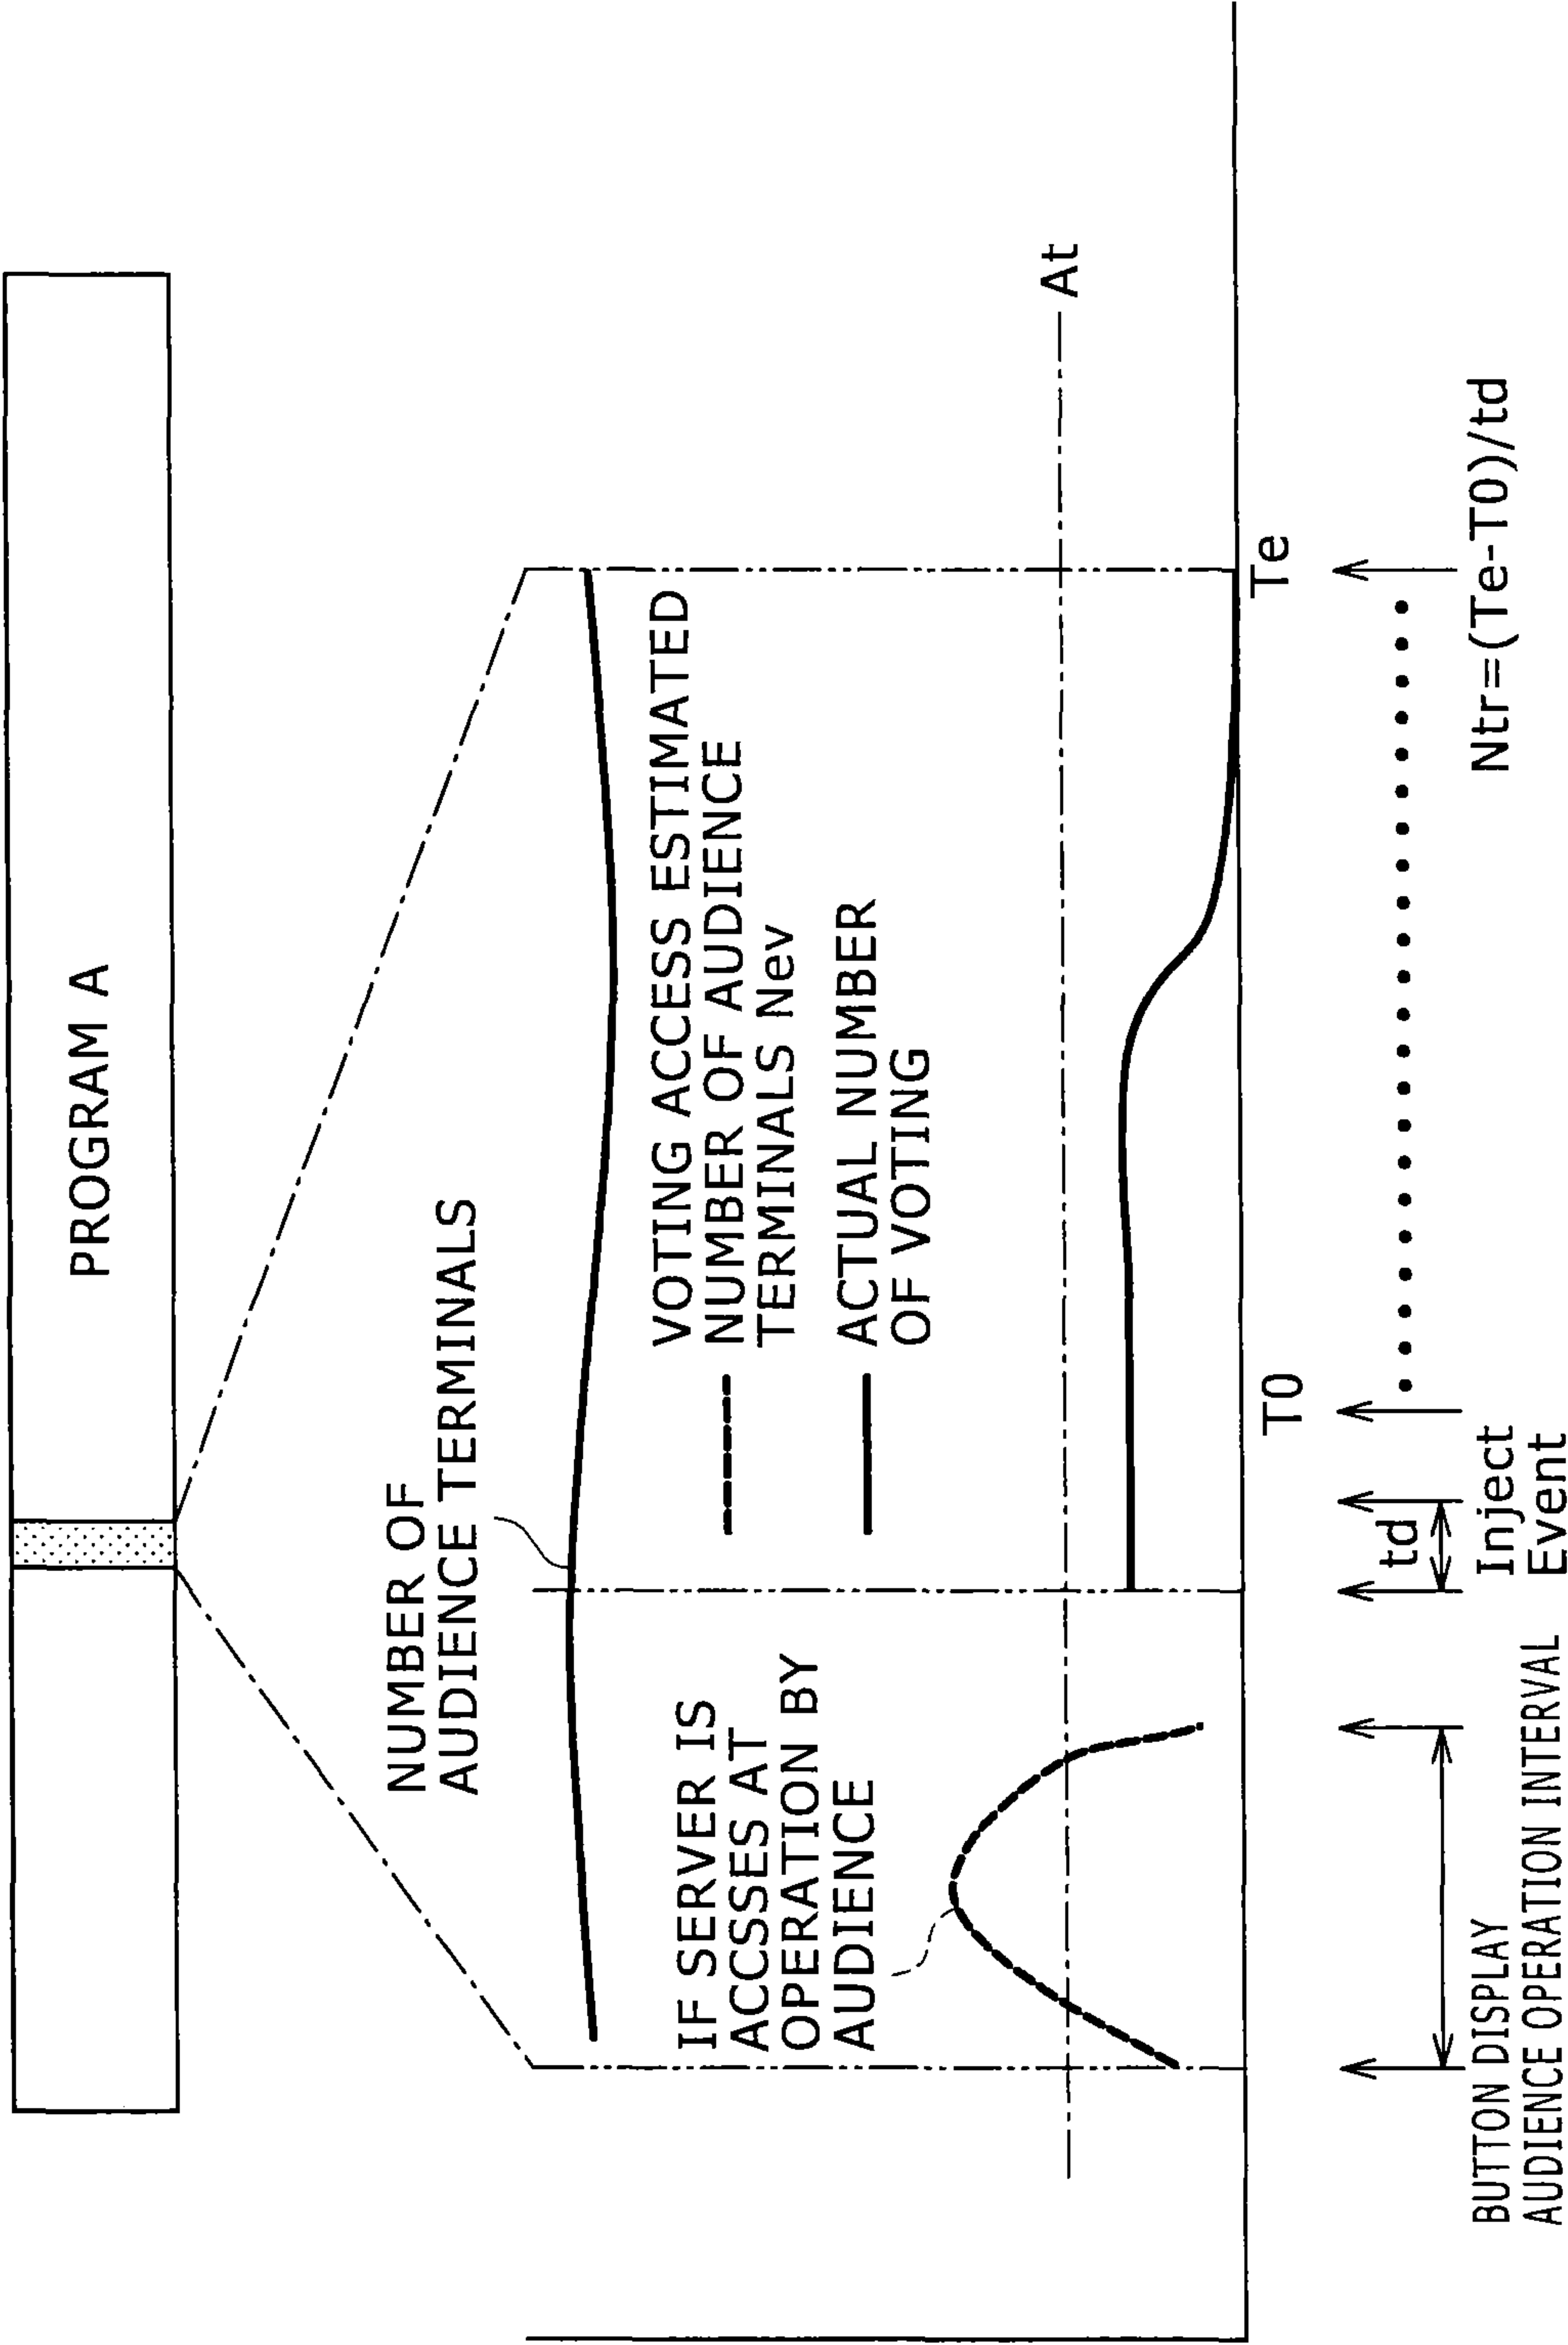 PROGRAM A
NUMBER OF
AUDIENCE TERMINALS
IF SERVER IS
ACCSSES AT
OPERATION BY
AUDIENCE
VOTING ACCESS ESTIMATED
NUMBER OF AUDIENCE
TERMINALS Nev
ACTUAL NUMBER
OF VOTING
At
T0
Te
td
BUTTON DISPLAY
AUDIENCE OPERATION INTERVAL
Inject
Event
Ntr=(Te-T0)/td